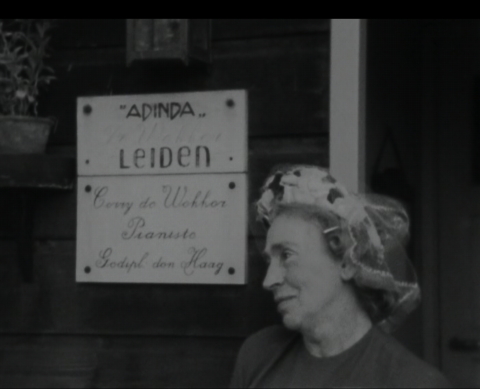 "ADINDA„
LEIDEN
Corry de Wekker
Pianiste
Gedipl. den Haag